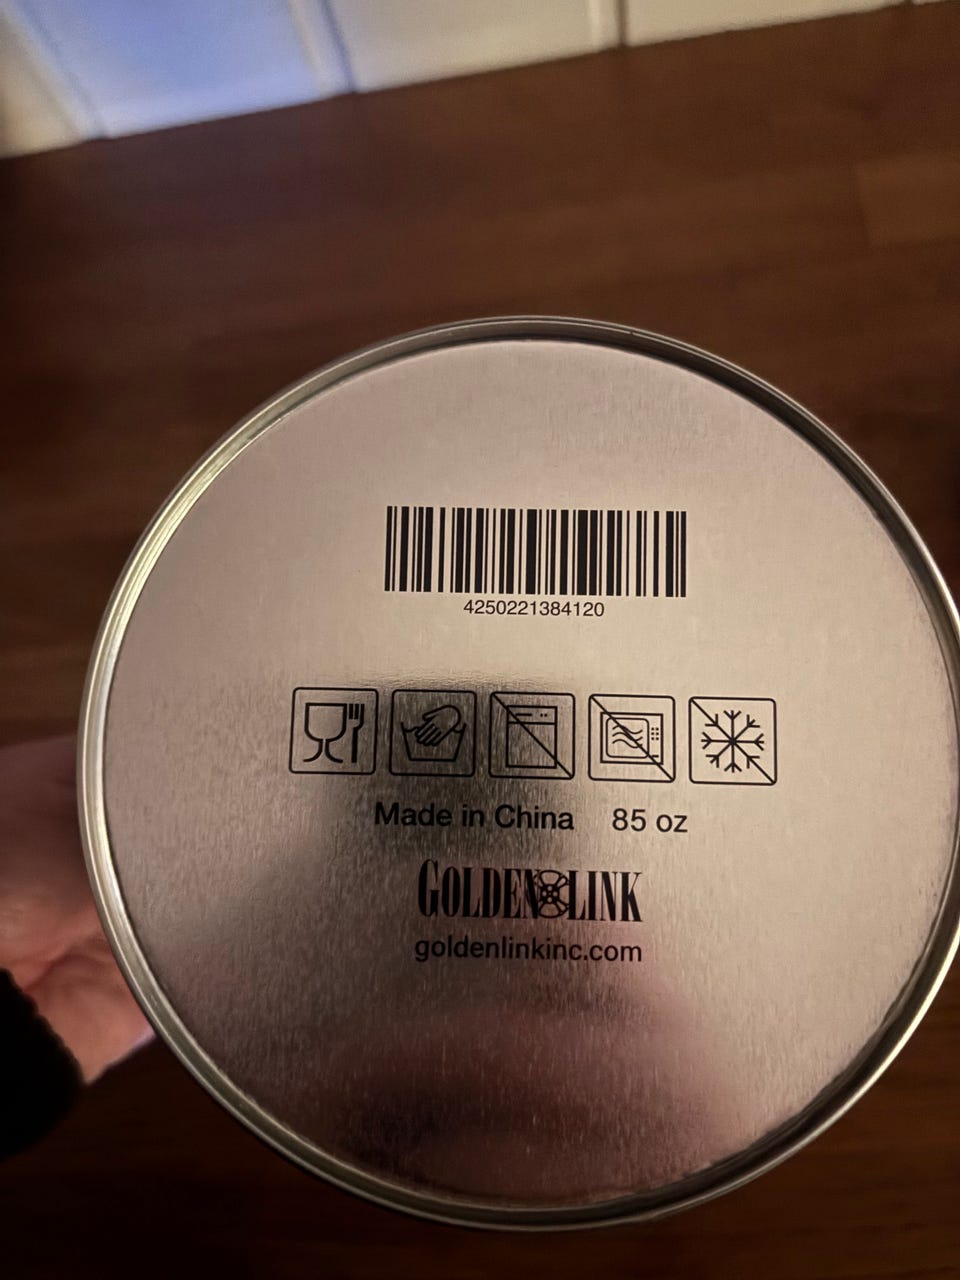 4250221384120
Made in China 85 oz
GOLDEN LINK
goldenlinkinc.com